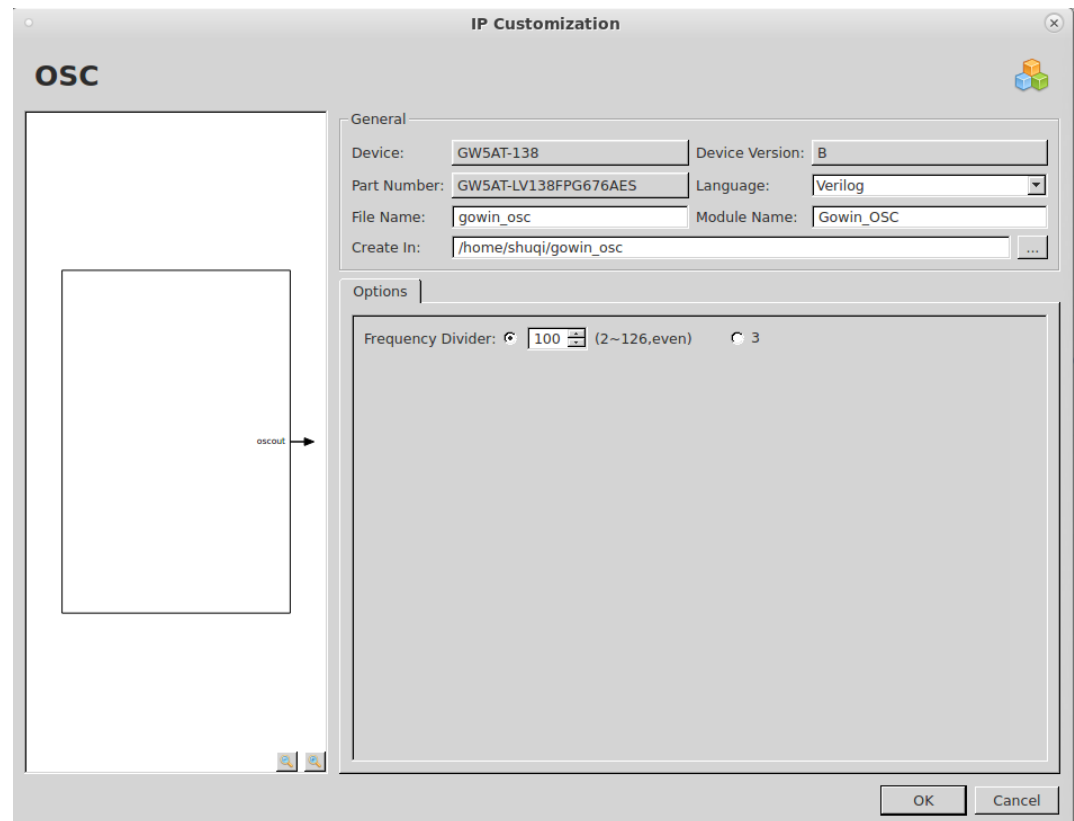 IP Customization
OSC
General
Device: GW5AT-138 Device Version: B
Part Number: GW5AT-LV138FPG676AES Language: Verilog
File Name: gowin_osc Module Name: Gowin_OSC
Create In: /home/shuqi/gowin_osc ...
Options
Frequency Divider: 100 (2~126,even) 3
oscout
OK Cancel